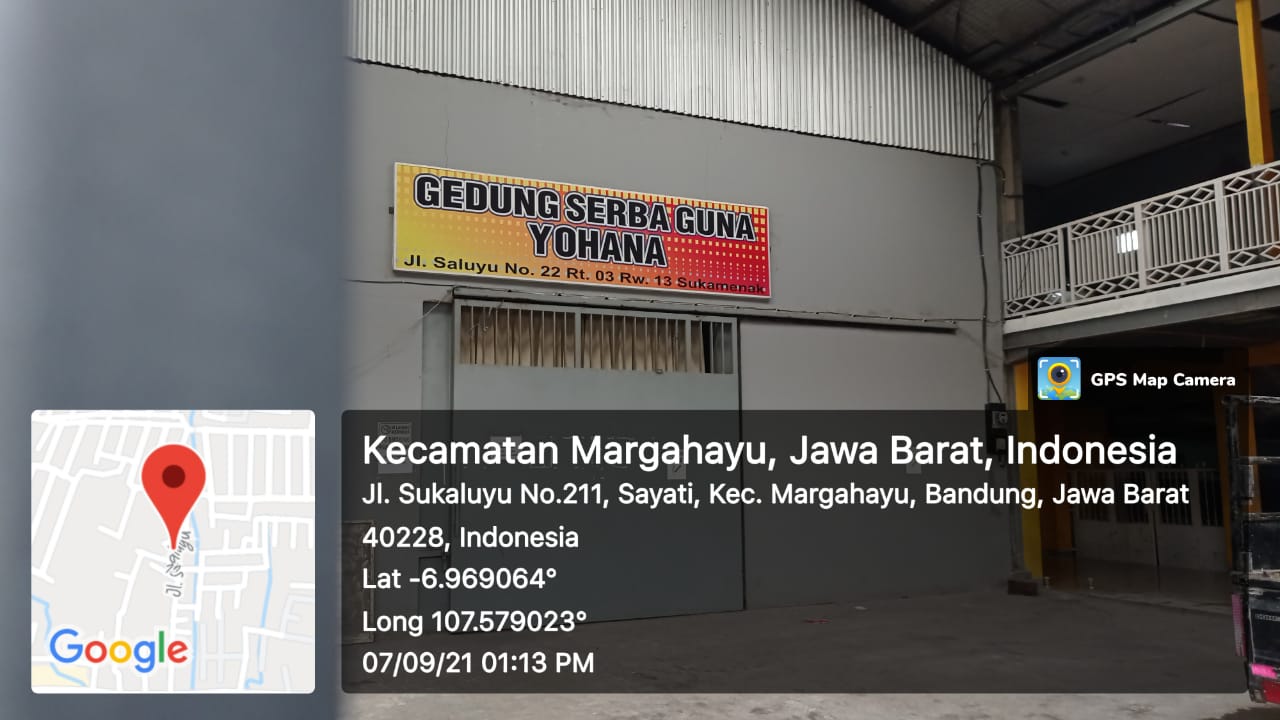 GEDUNG SERBA GUNA
YOHANA
Jl. Saluyu No. 22 Rt. 03 Rw. 13 Sukamenak
GPS Map Camera
Kecamatan Margahayu, Jawa Barat, Indonesia
Jl. Sukaluyu No.211, Sayati, Kec. Margahayu, Bandung, Jawa Barat
40228, Indonesia
Lat -6.969064°
Long 107.579023°
07/09/21 01:13 PM
Jl. Saluyu
Google